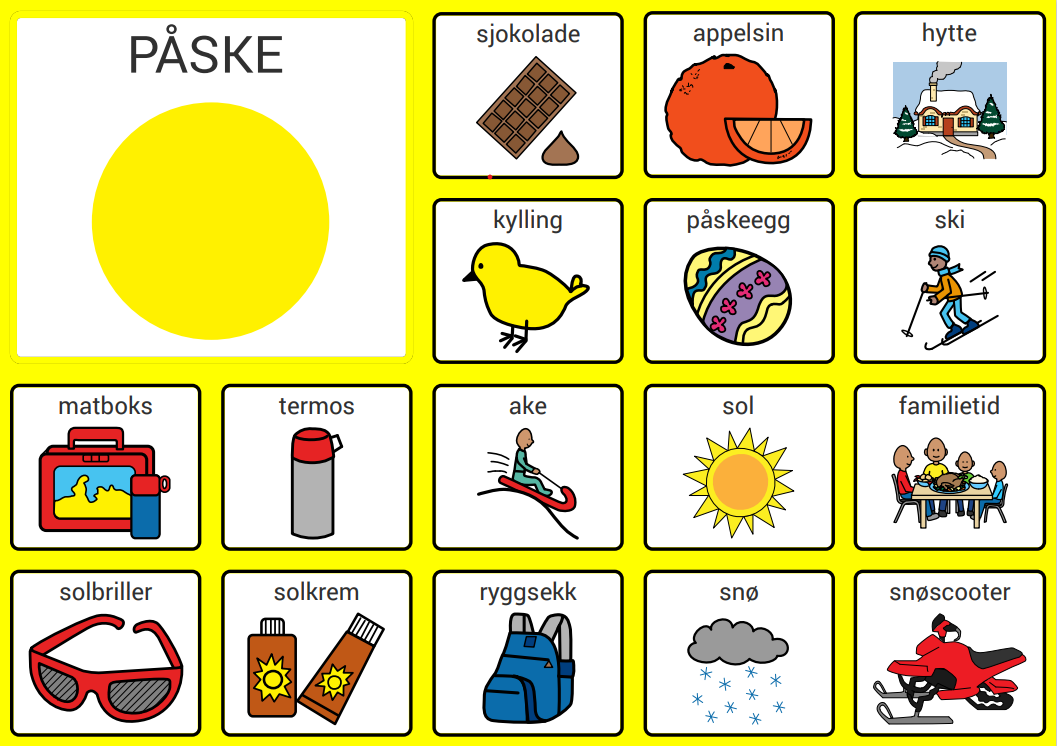 PÅSKE
sjokolade
appelsin
hytte
kylling
påskeegg
ski
matboks
termos
ake
sol
familietid
solbriller
solkrem
ryggsekk
snø
snøscooter